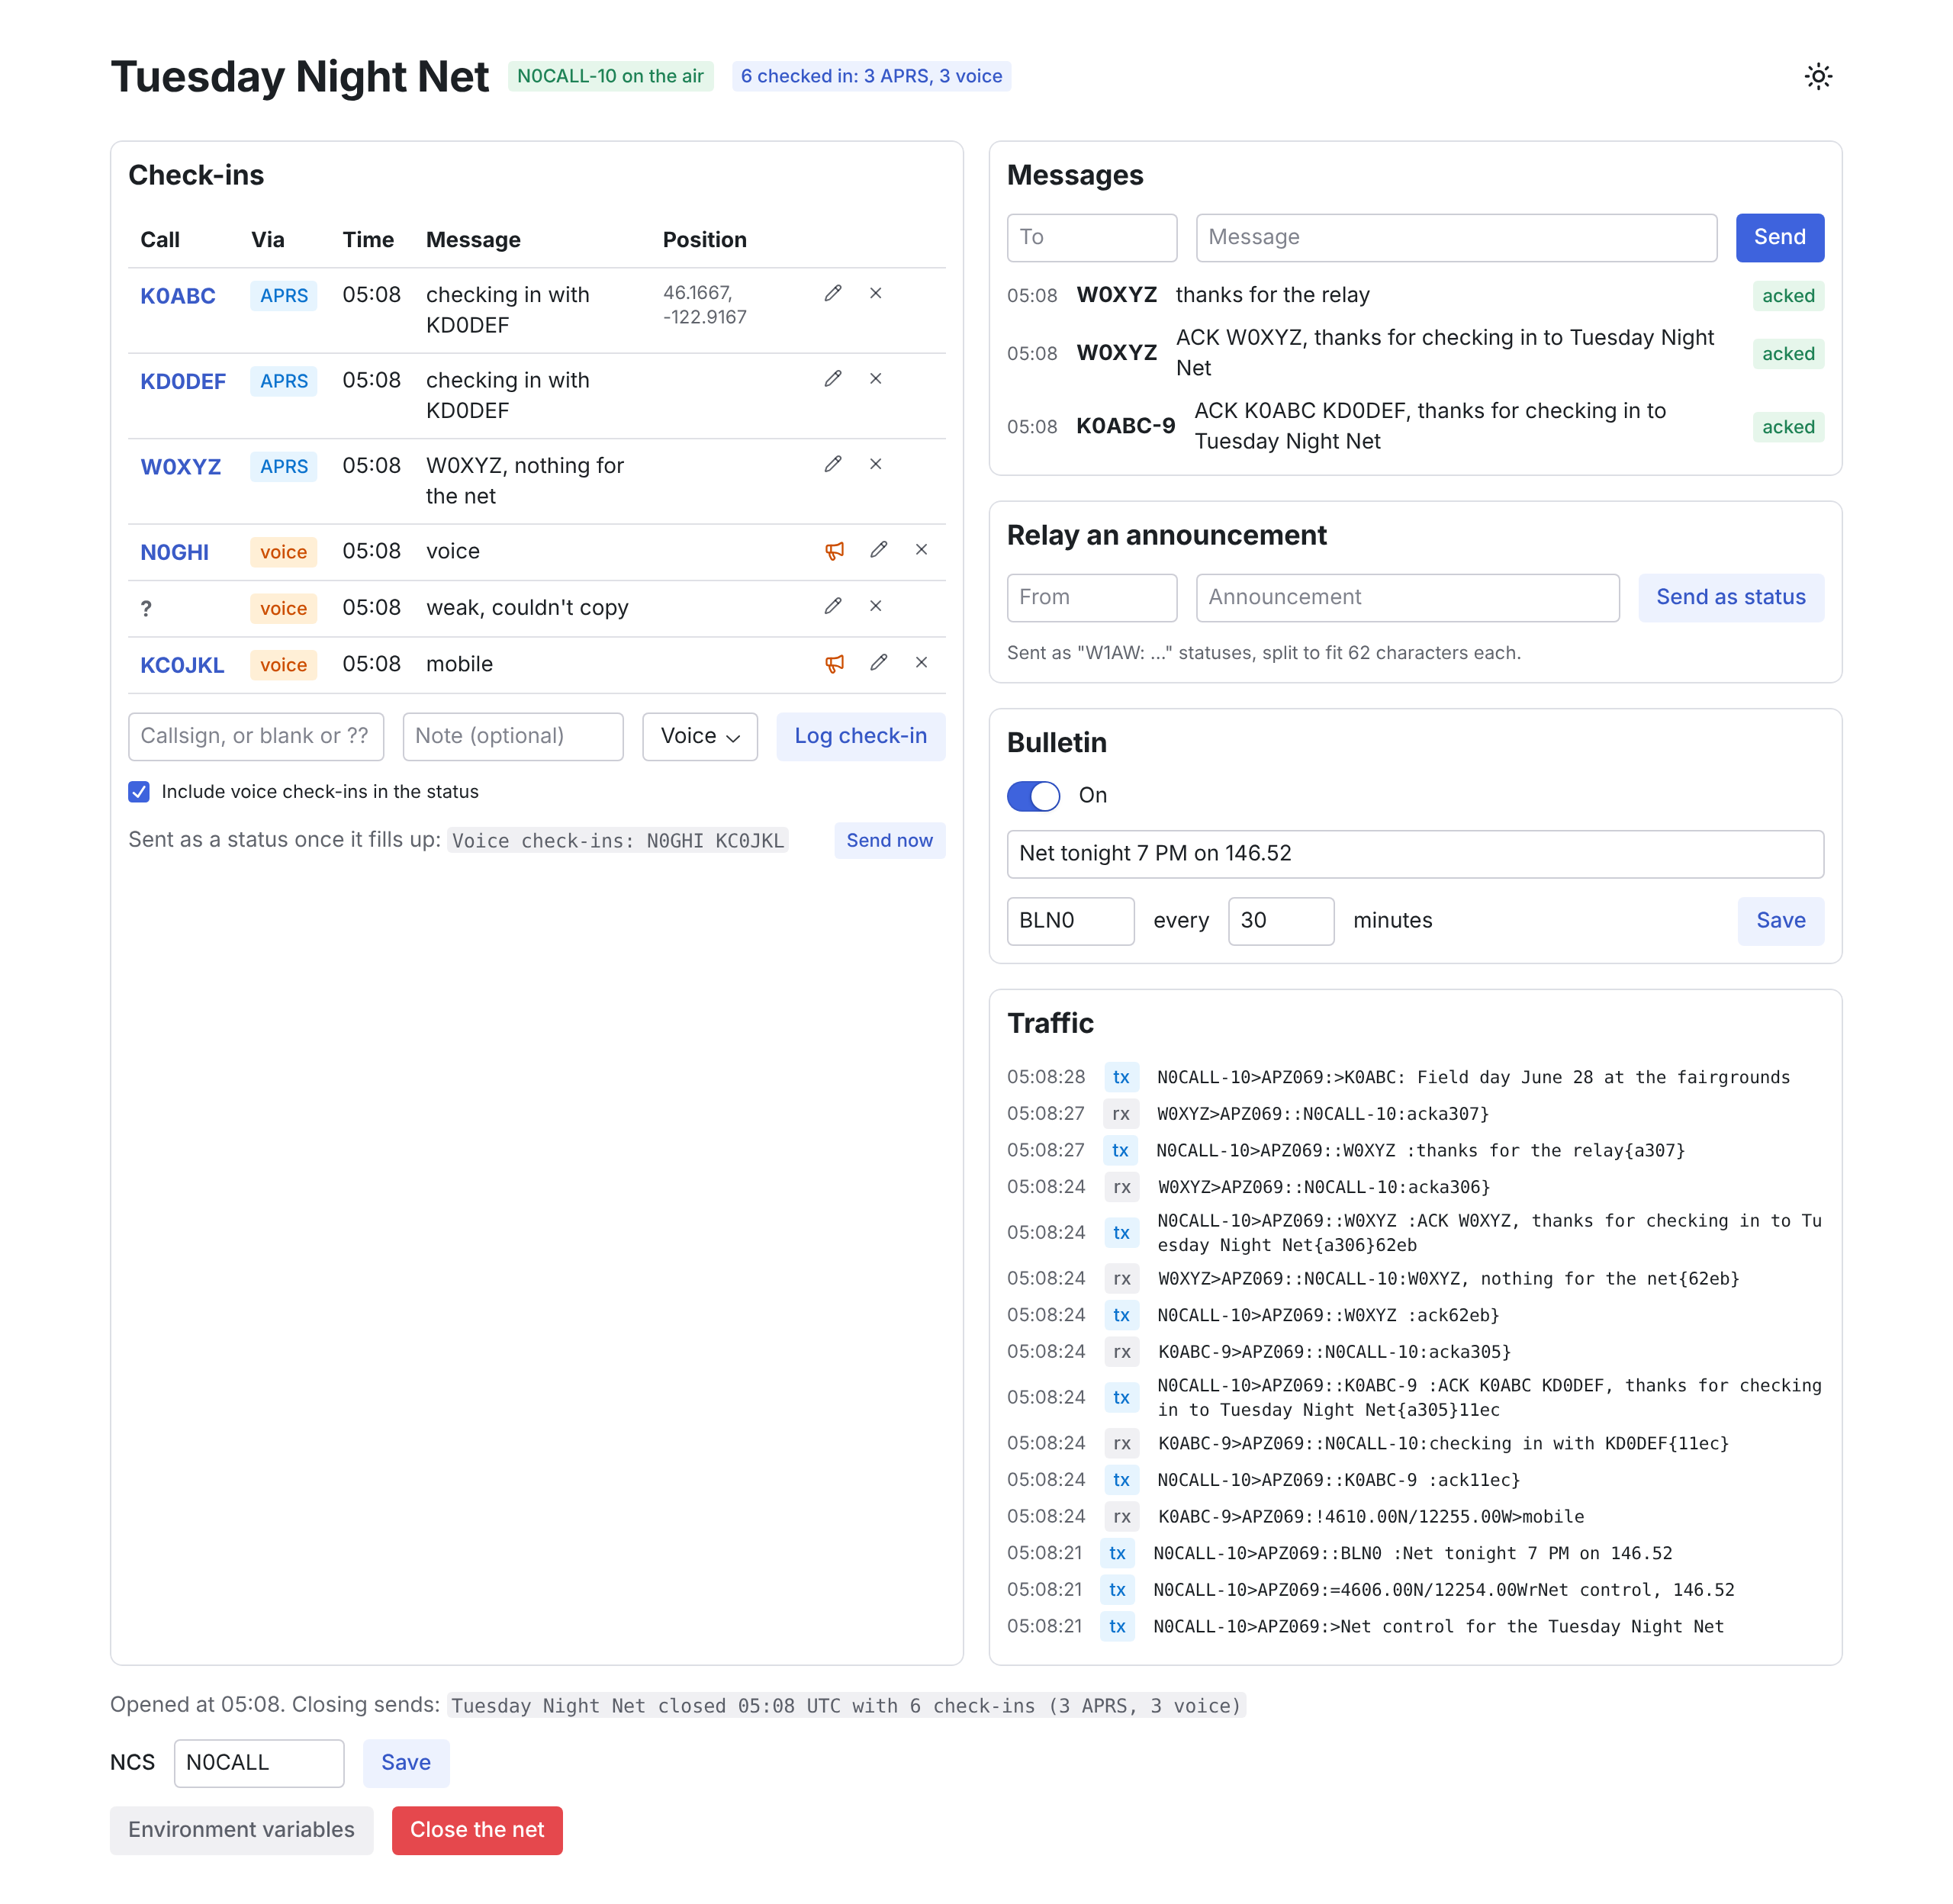 Tuesday Night Net N0CALL-10 on the air 6 checked in: 3 APRS, 3 voice
Check-ins
Call Via Time Message Position
K0ABC APRS 05:08 checking in with 46.1667,
KD0DEF -122.9167
KD0DEF APRS 05:08 checking in with
KD0DEF
W0XYZ APRS 05:08 W0XYZ, nothing for
the net
N0GHI voice 05:08 voice
? voice 05:08 weak, couldn't copy
KC0JKL voice 05:08 mobile
Callsign, or blank or ?? Note (optional) Voice Log check-in
Include voice check-ins in the status
Sent as a status once it fills up: Voice check-ins: N0GHI KC0JKL Send now
Messages
To Message Send
05:08 W0XYZ thanks for the relay acked
05:08 W0XYZ ACK W0XYZ, thanks for checking in to Tuesday Night acked
Net
05:08 K0ABC-9 ACK K0ABC KD0DEF, thanks for checking in to acked
Tuesday Night Net
Relay an announcement
From Announcement Send as status
Sent as "W1AW: ..." statuses, split to fit 62 characters each.
Bulletin
On
Net tonight 7 PM on 146.52
BLN0 every 30 minutes Save
Traffic
05:08:28 tx N0CALL-10>APZ069:>K0ABC: Field day June 28 at the fairgrounds
05:08:27 rx W0XYZ>APZ069::N0CALL-10:acka307}
05:08:27 tx N0CALL-10>APZ069::W0XYZ :thanks for the relay{a307}
05:08:24 rx W0XYZ>APZ069::N0CALL-10:acka306}
05:08:24 tx N0CALL-10>APZ069::W0XYZ :ACK W0XYZ, thanks for checking in to Tu
esday Night Net{a306}62eb
05:08:24 rx W0XYZ>APZ069::N0CALL-10:W0XYZ, nothing for the net{62eb}
05:08:24 tx N0CALL-10>APZ069::W0XYZ :ack62eb}
05:08:24 rx K0ABC-9>APZ069::N0CALL-10:acka305}
05:08:24 tx N0CALL-10>APZ069::K0ABC-9 :ACK K0ABC KD0DEF, thanks for checking
in to Tuesday Night Net{a305}11ec
05:08:24 rx K0ABC-9>APZ069::N0CALL-10:checking in with KD0DEF{11ec}
05:08:24 tx N0CALL-10>APZ069::K0ABC-9 :ack11ec}
05:08:24 rx K0ABC-9>APZ069:!4610.00N/12255.00W>mobile
05:08:21 tx N0CALL-10>APZ069::BLN0 :Net tonight 7 PM on 146.52
05:08:21 tx N0CALL-10>APZ069:=4606.00N/12254.00WrNet control, 146.52
05:08:21 tx N0CALL-10>APZ069:>Net control for the Tuesday Night Net
Opened at 05:08. Closing sends: Tuesday Night Net closed 05:08 UTC with 6 check-ins (3 APRS, 3 voice)
NCS N0CALL Save
Environment variables Close the net